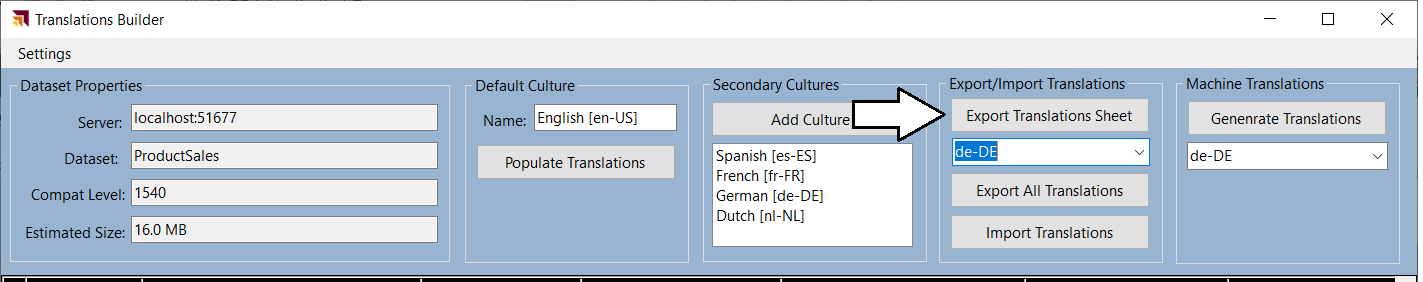 Translations Builder
Settings
Dataset Properties
Server: localhost:51677
Dataset: ProductSales
Compat Level: 1540
Estimated Size: 16.0 MB
Default Culture
Name: English [en-US]
Populate Translations
Secondary Cultures
Add Culture
Spanish [es-ES]
French [fr-FR]
German [de-DE]
Dutch [nl-NL]
Export/Import Translations
Export Translations Sheet
de-DE
Export All Translations
Import Translations
Machine Translations
Genenrate Translations
de-DE